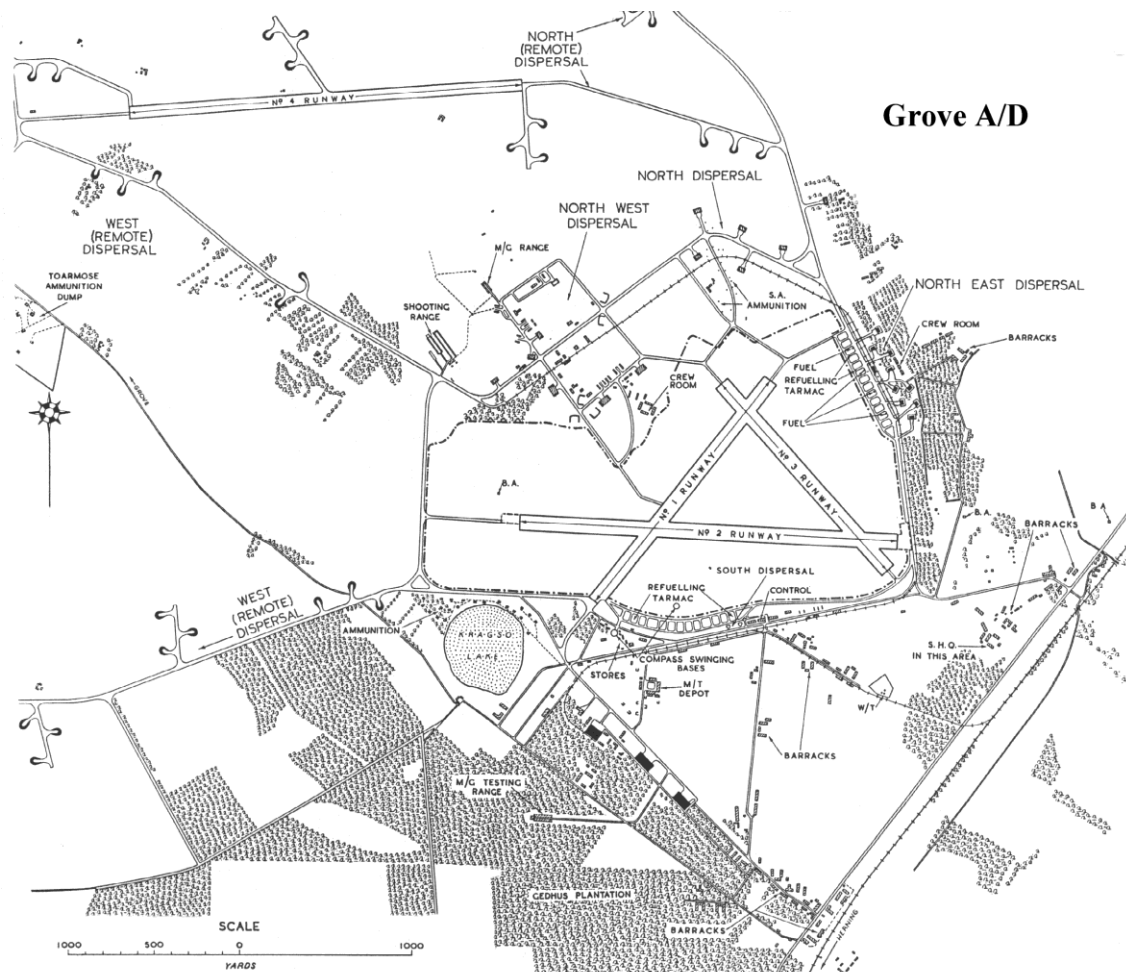 NORTH
(REMOTE)
DISPERSAL
Nº 4 RUNWAY
Grove A/D
NORTH DISPERSAL
NORTH WEST
DISPERSAL
WEST
(REMOTE)
DISPERSAL
M/G RANGE
TOARMOSE
AMMUNITION
DUMP
SHOOTING
RANGE
S.A.
AMMUNITION
NORTH EAST DISPERSAL
CREW ROOM
BARRACKS
FUEL
REFUELLING
TARMAC
FUEL
CREW
ROOM
GROVE
B.A.
Nº 1 RUNWAY
Nº 3 RUNWAY
Nº 2 RUNWAY
B.A.
BARRACKS
B A
SOUTH DISPERSAL
REFUELLING
TARMAC
CONTROL
WEST
(REMOTE)
DISPERSAL
AMMUNITION
KRAGSO
LAKE
STORES
COMPASS SWINGING
BASES
M/T
DEPOT
S.H.Q.
IN THIS AREA
W/T
BARRACKS
M/G TESTING
RANGE
GEDHUS PLANTATION
BARRACKS
HERNING
SCALE
1000 500 0 1000
YARDS